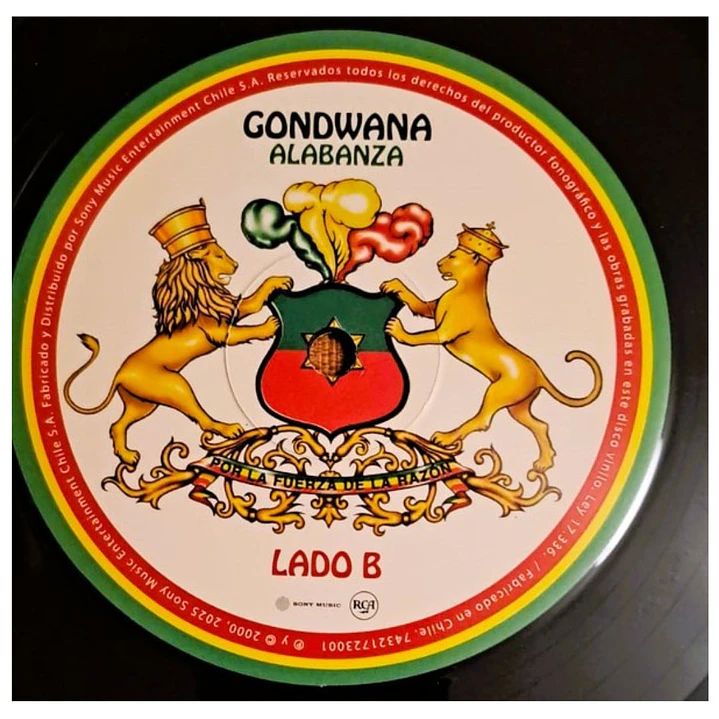 GONDWANA
ALABANZA
POR LA FUERZA DE LA RAZÓN
LADO B
SONY MUSIC
RCA
℗ y © 2000, 2025 Sony Music Entertainment Chile S.A. Fabricado y Distribuido por Sony Music Entertainment Chile S.A. Reservados todos los derechos del productor fonográfico y las obras grabadas en este disco vinilo. Ley 17.336. / Fabricado en Chile. 74321723001